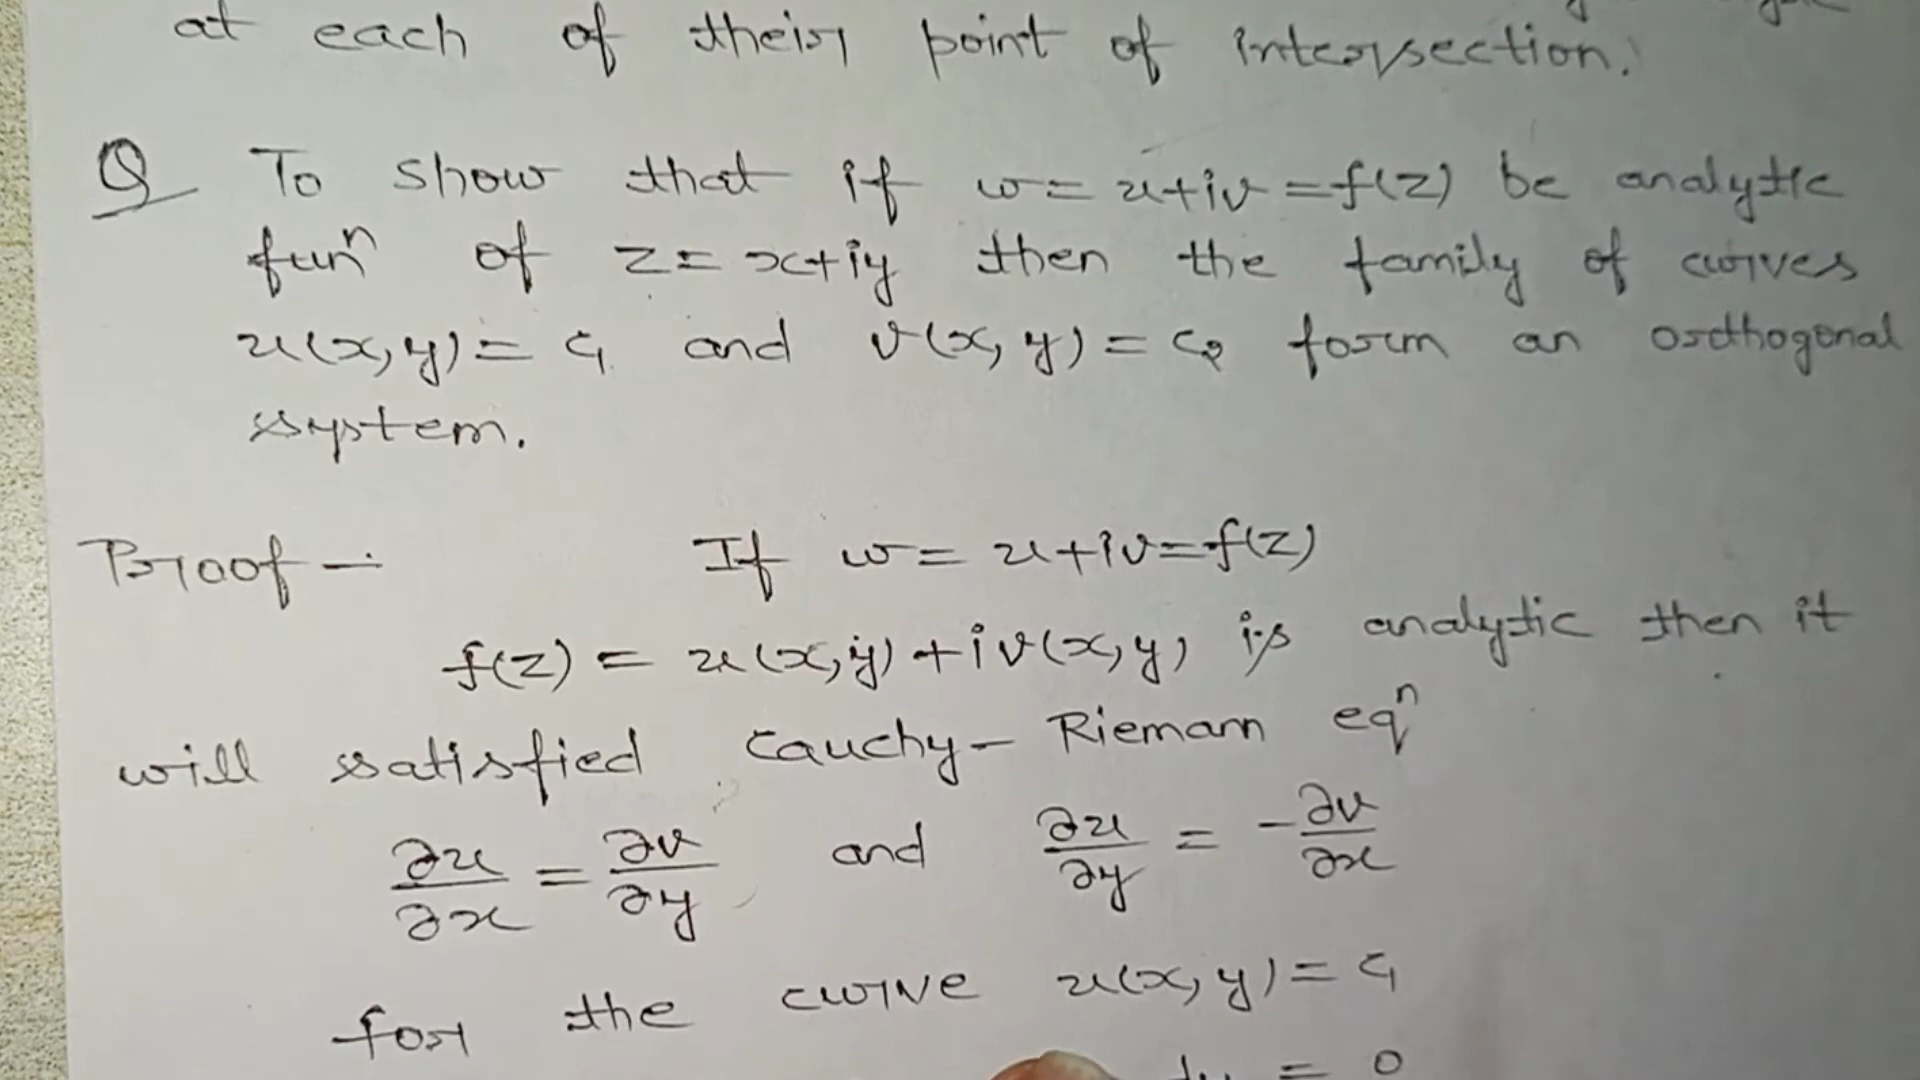 at each of their point of intersection.
Q To show that if w = u+iv = f(z) be analytic
funⁿ of z = x+iy then the family of curves
u(x,y) = c₁ and v(x,y) = c₂ form an orthogonal
system.
Proof - If w = u+iv = f(z)
f(z) = u(x,y) + iv(x,y) is analytic then it
will satisfied Cauchy-Riemann eqⁿ
∂u/∂x = ∂v/∂y and ∂u/∂y = -∂v/∂x
for the curve u(x,y) = c₁
= 0